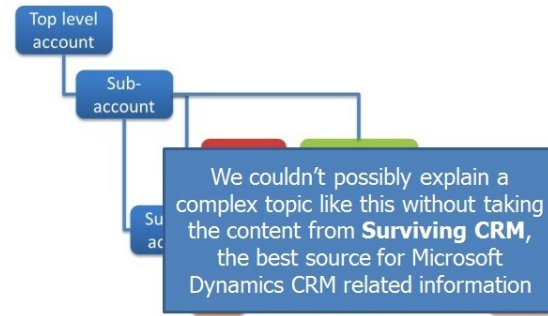 Top level
account
Sub-
account
We couldn’t possibly explain a
complex topic like this without taking
the content from Surviving CRM,
the best source for Microsoft
Dynamics CRM related information